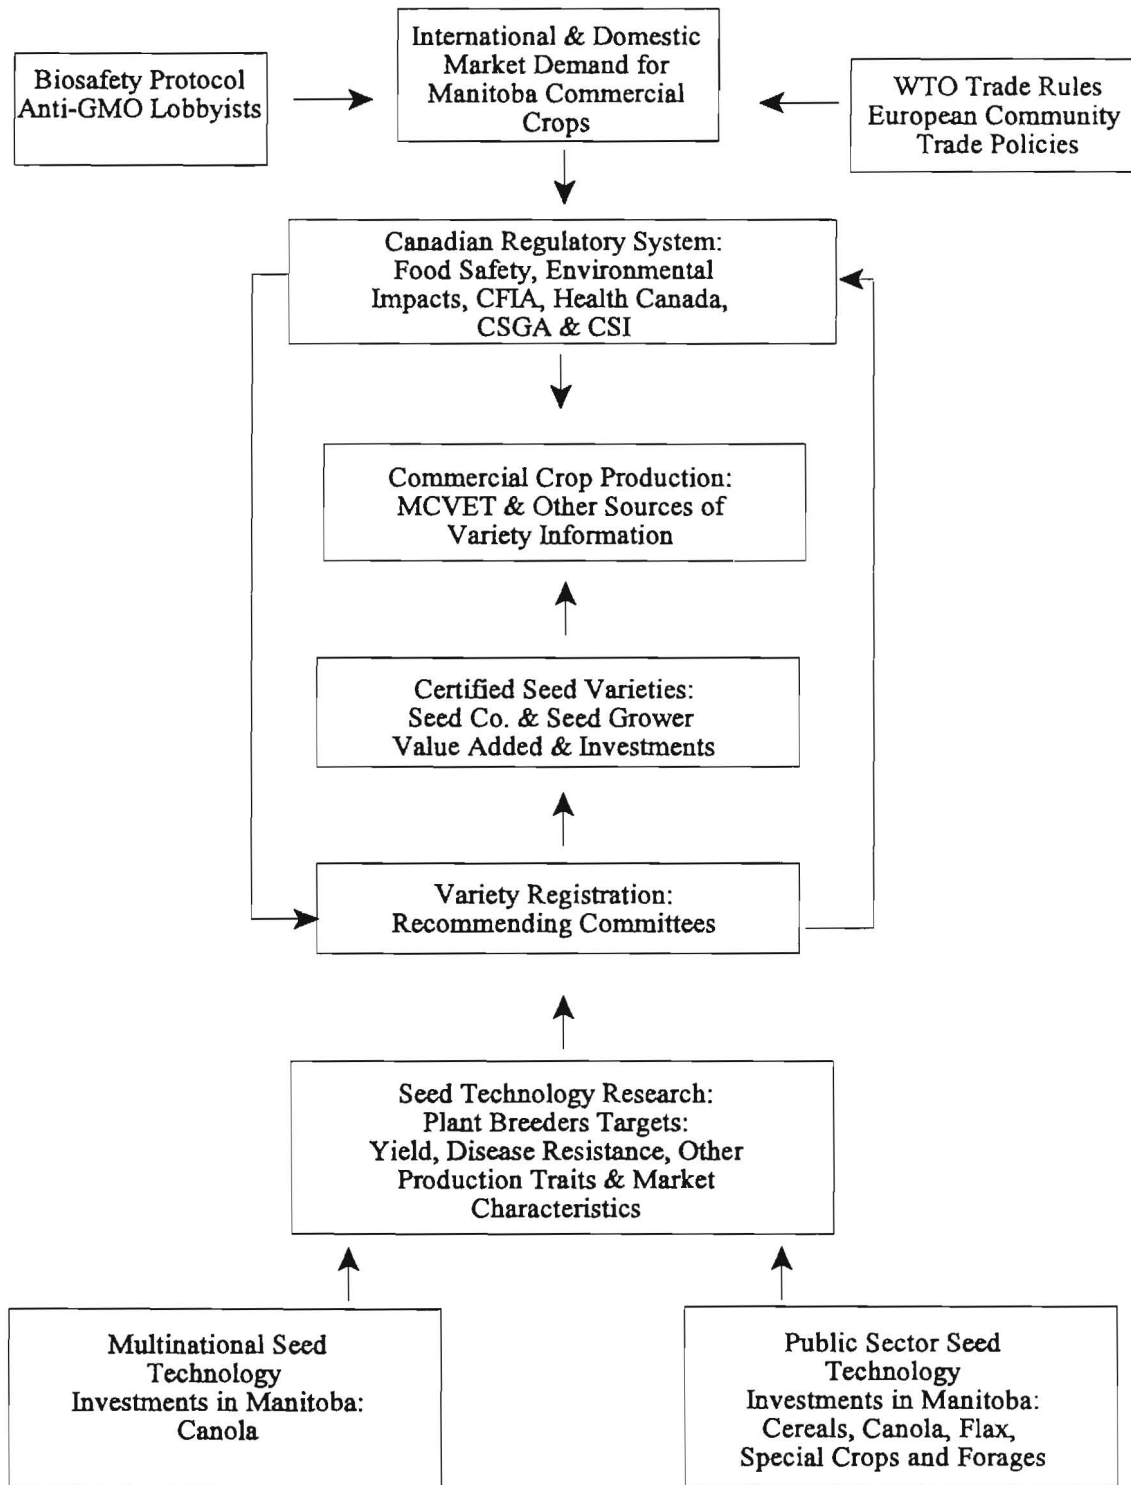 International & Domestic
Market Demand for
Manitoba Commercial
Crops
Biosafety Protocol
Anti-GMO Lobbyists
WTO Trade Rules
European Community
Trade Policies
Canadian Regulatory System:
Food Safety, Environmental
Impacts, CFIA, Health Canada,
CSGA & CSI
Commercial Crop Production:
MCVET & Other Sources of
Variety Information
Certified Seed Varieties:
Seed Co. & Seed Grower
Value Added & Investments
Variety Registration:
Recommending Committees
Seed Technology Research:
Plant Breeders Targets:
Yield, Disease Resistance, Other
Production Traits & Market
Characteristics
Multinational Seed
Technology
Investments in Manitoba:
Canola
Public Sector Seed
Technology
Investments in Manitoba:
Cereals, Canola, Flax,
Special Crops and Forages